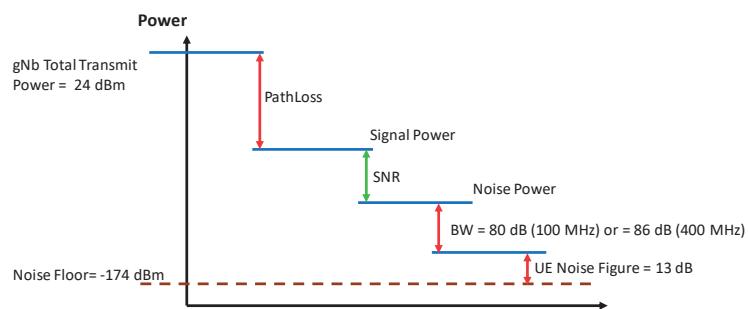 Power
gNb Total Transmit
Power = 24 dBm
PathLoss
Signal Power
SNR
Noise Power
BW = 80 dB (100 MHz) or = 86 dB (400 MHz)
UE Noise Figure = 13 dB
Noise Floor= -174 dBm